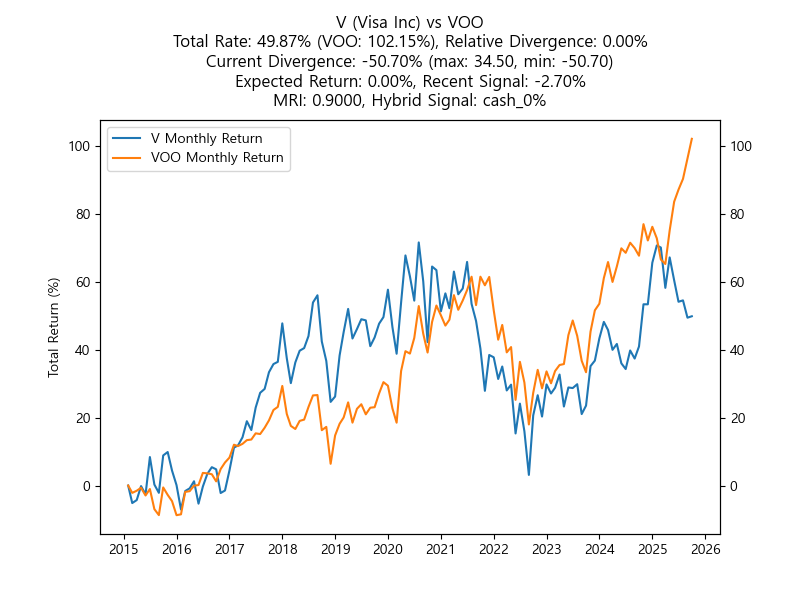 V (Visa Inc) vs VOO
Total Rate: 49.87% (VOO: 102.15%), Relative Divergence: 0.00%
Current Divergence: -50.70% (max: 34.50, min: -50.70)
Expected Return: 0.00%, Recent Signal: -2.70%
MRI: 0.9000, Hybrid Signal: cash_0%
V Monthly Return
VOO Monthly Return
100
80
60
40
20
0
Total Return (%)
100
80
60
40
20
0
2015 2016 2017 2018 2019 2020 2021 2022 2023 2024 2025 2026